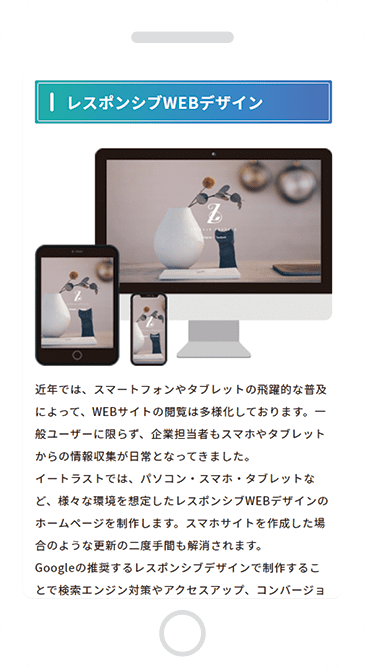 レスポンシブWEBデザイン
Z
近年では、スマートフォンやタブレットの飛躍的な普及
によって、WEBサイトの閲覧は多様化しております。一
般ユーザーに限らず、企業担当者もスマホやタブレット
からの情報収集が日常となってきました。
イートラストでは、パソコン・スマホ・タブレットな
ど、様々な環境を想定したレスポンシブWEBデザインの
ホームページを制作します。スマホサイトを作成した場
合のような更新の二度手間も解消されます。
Googleの推奨するレスポンシブデザインで制作するこ
とで検索エンジン対策やアクセスアップ、コンバージョ